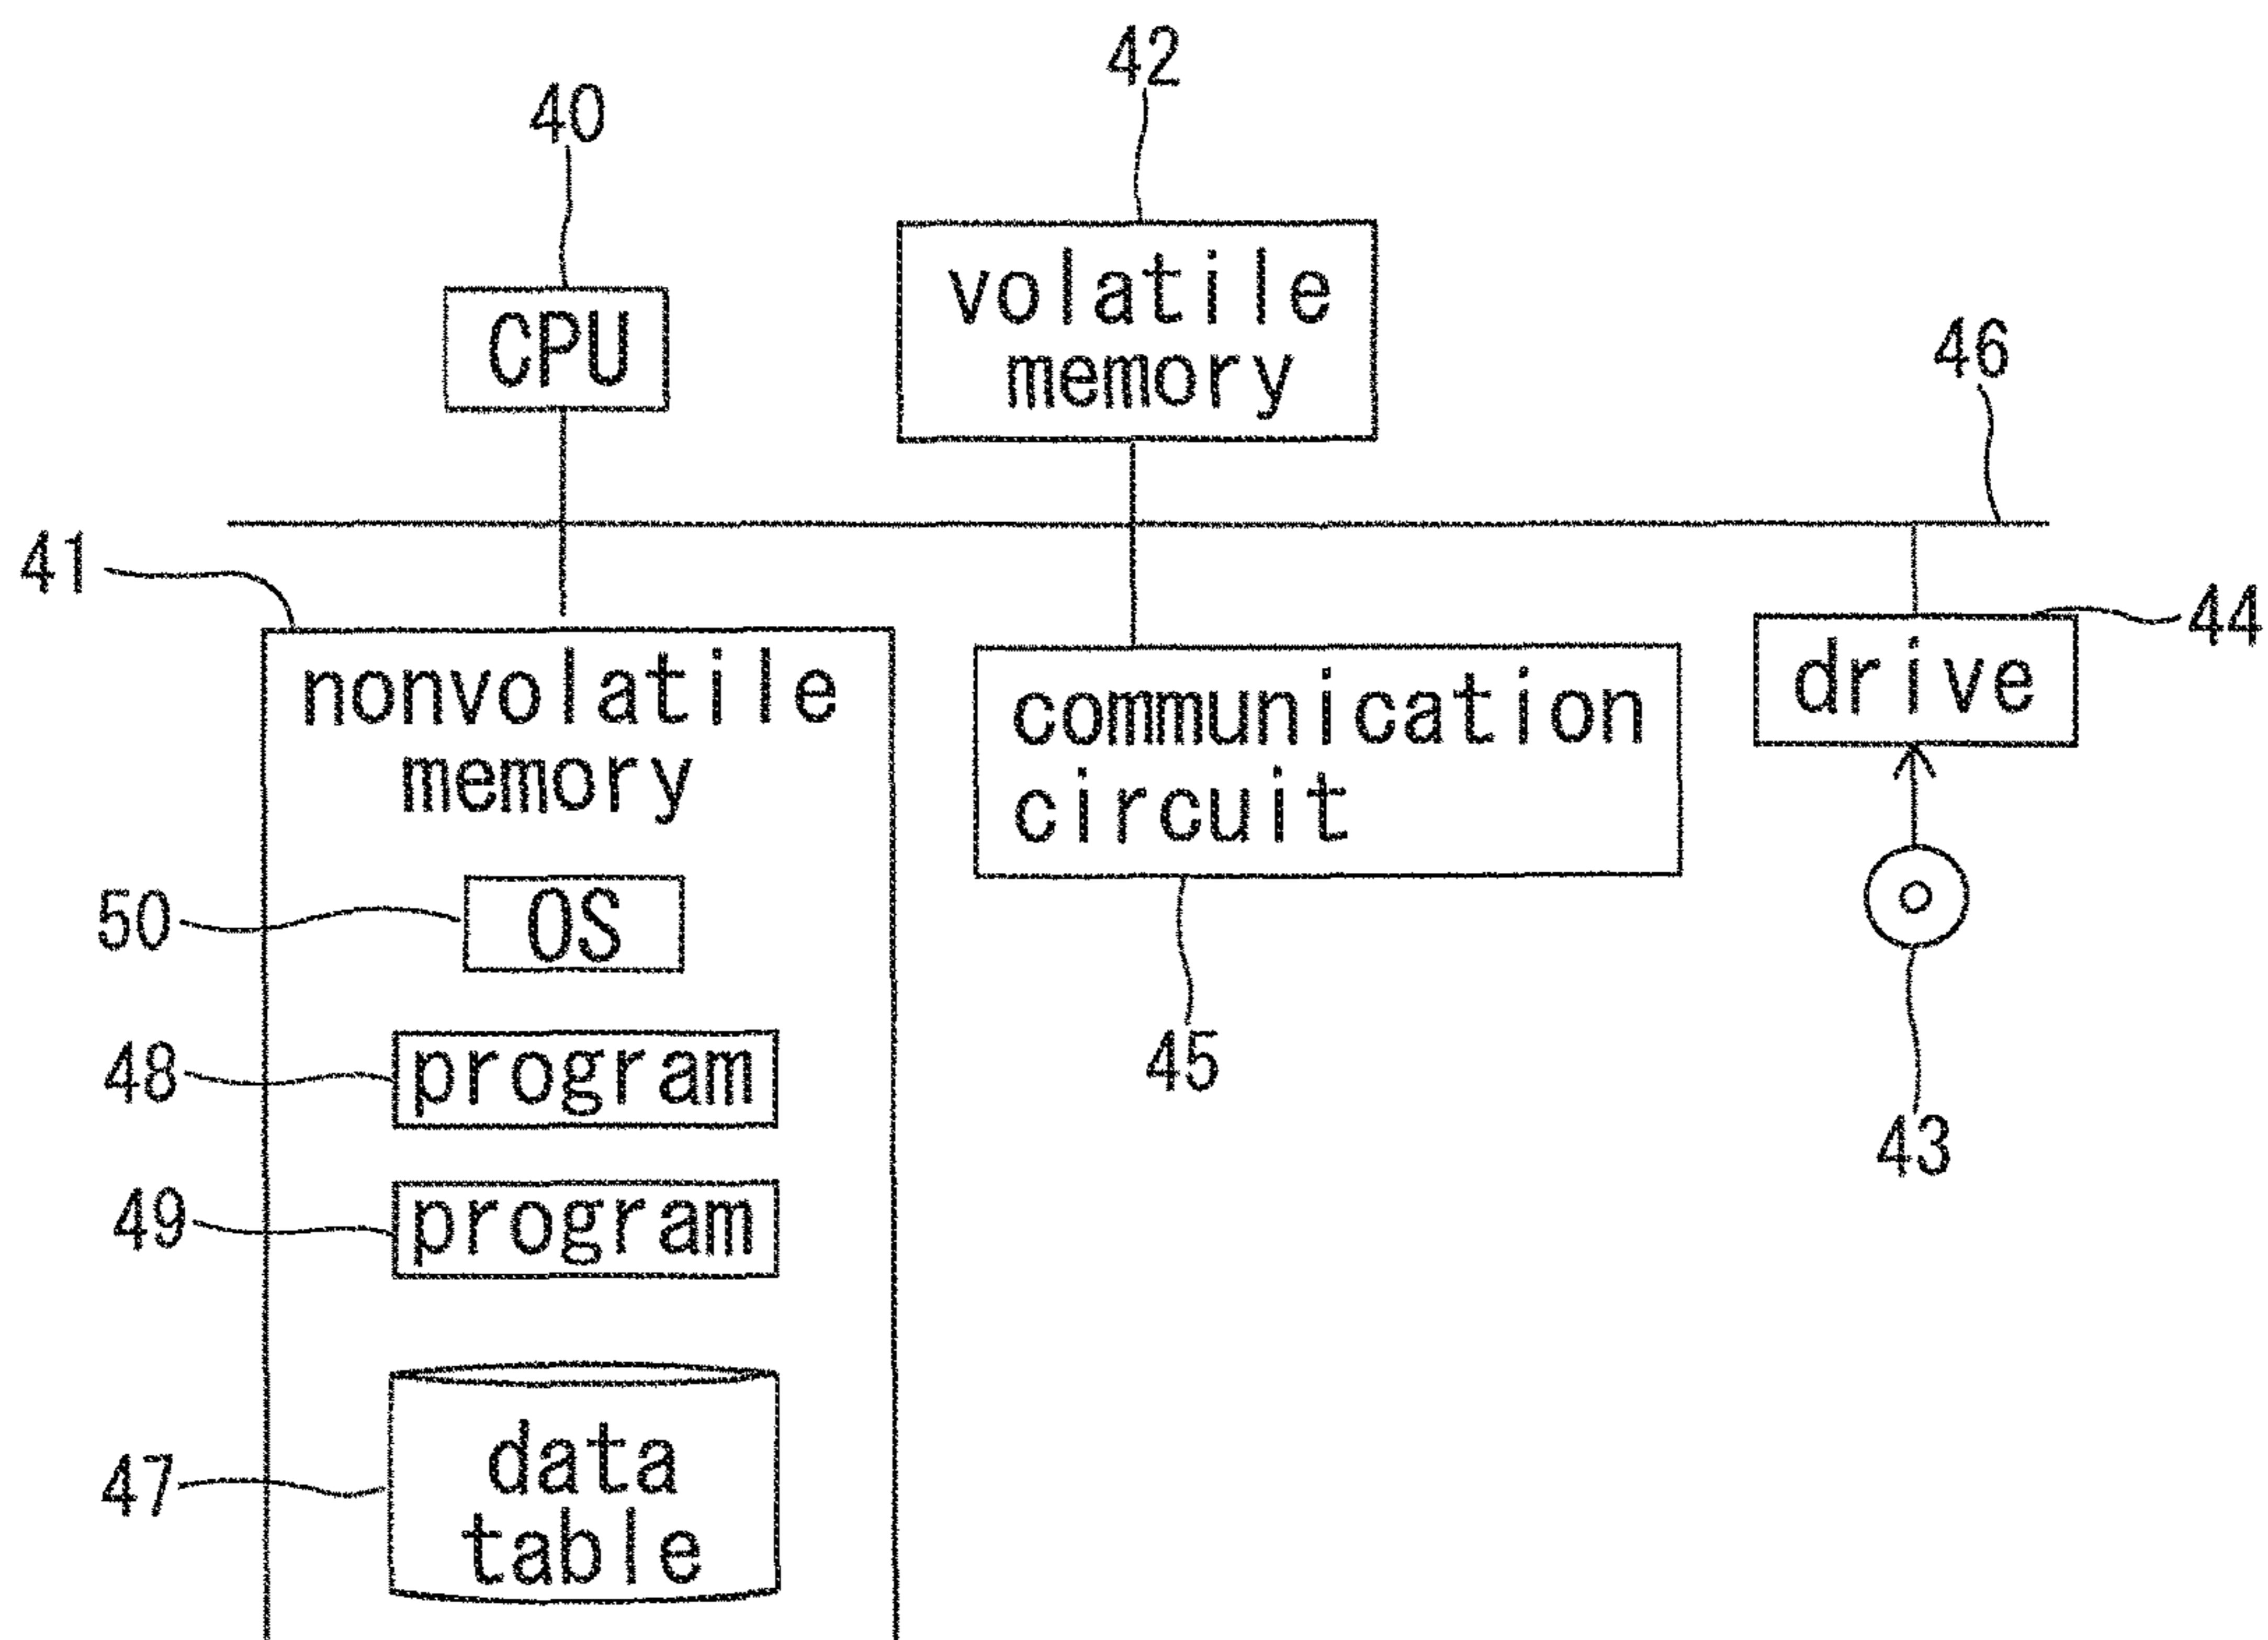 42
40
volatile
memory
CPU
46
41
nonvolatile
memory
communication
circuit
drive
44
50
OS
48
program
45
43
49
program
47
data
table